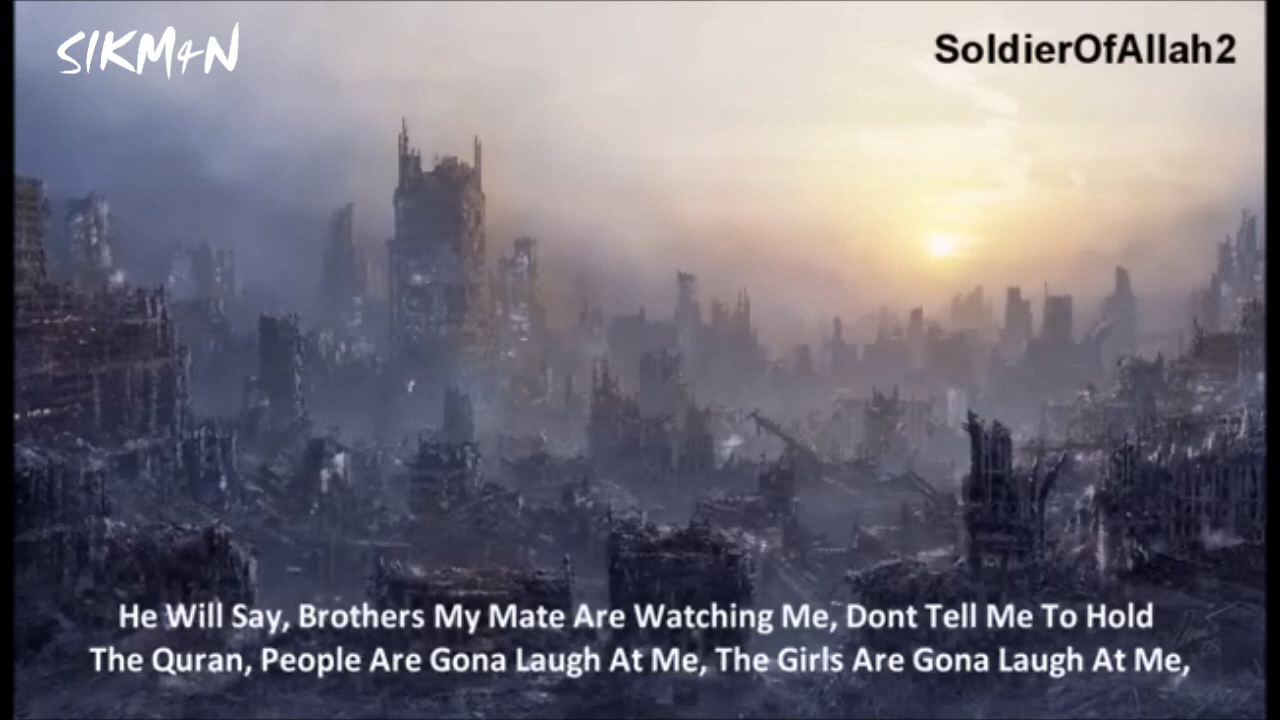 SIKM4N
SoldierOfAllah2
He Will Say, Brothers My Mate Are Watching Me, Dont Tell Me To Hold
The Quran, People Are Gona Laugh At Me, The Girls Are Gona Laugh At Me,